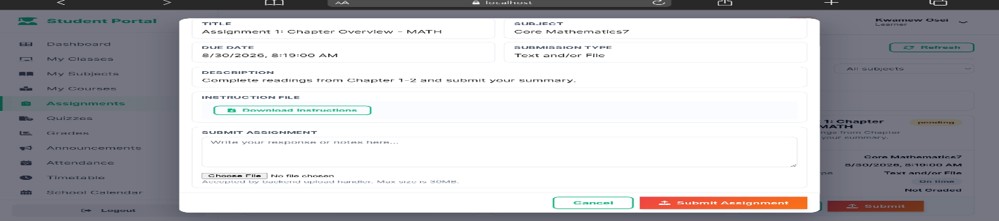 AA localhost
Student Portal
Kwamew Osei
Learner
Dashboard
My Classes
My Subjects
My Courses
Assignments
Quizzes
Grades
Announcements
Attendance
Timetable
School Calendar
Logout
TITLE
Assignment 1: Chapter Overview - MATH
SUBJECT
Core Mathematics7
DUE DATE
8/30/2026, 8:19:00 AM
SUBMISSION TYPE
Text and/or File
DESCRIPTION
Complete readings from Chapter 1-2 and submit your summary.
INSTRUCTION FILE
Download Instructions
SUBMIT ASSIGNMENT
Write your response or notes here...
Choose File No file chosen
Accepted by backend upload handler. Max size is 30MB.
Cancel
Submit Assignment
Refresh
All subjects
1: Chapter
MATH
pending
ngs from Chapter
your summary.
Core Mathematics7
8/30/2026, 8:19:00 AM
pe Text and/or File
On time
Not Graded
Submit